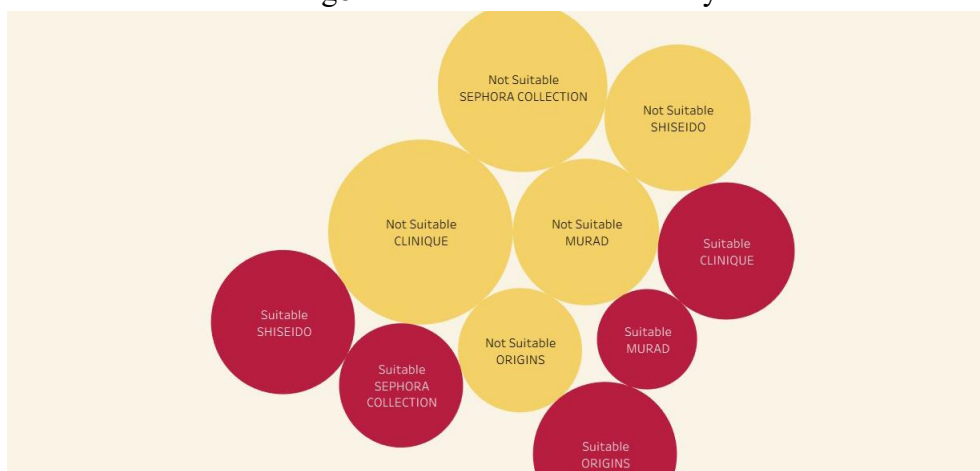 Not Suitable
SEPHORA COLLECTION
Not Suitable
SHISEIDO
Not Suitable
CLINIQUE
Not Suitable
MURAD
Suitable
CLINIQUE
Suitable
SHISEIDO
Suitable
MURAD
Not Suitable
ORIGINS
Suitable
SEPHORA
COLLECTION
Suitable
ORIGINS